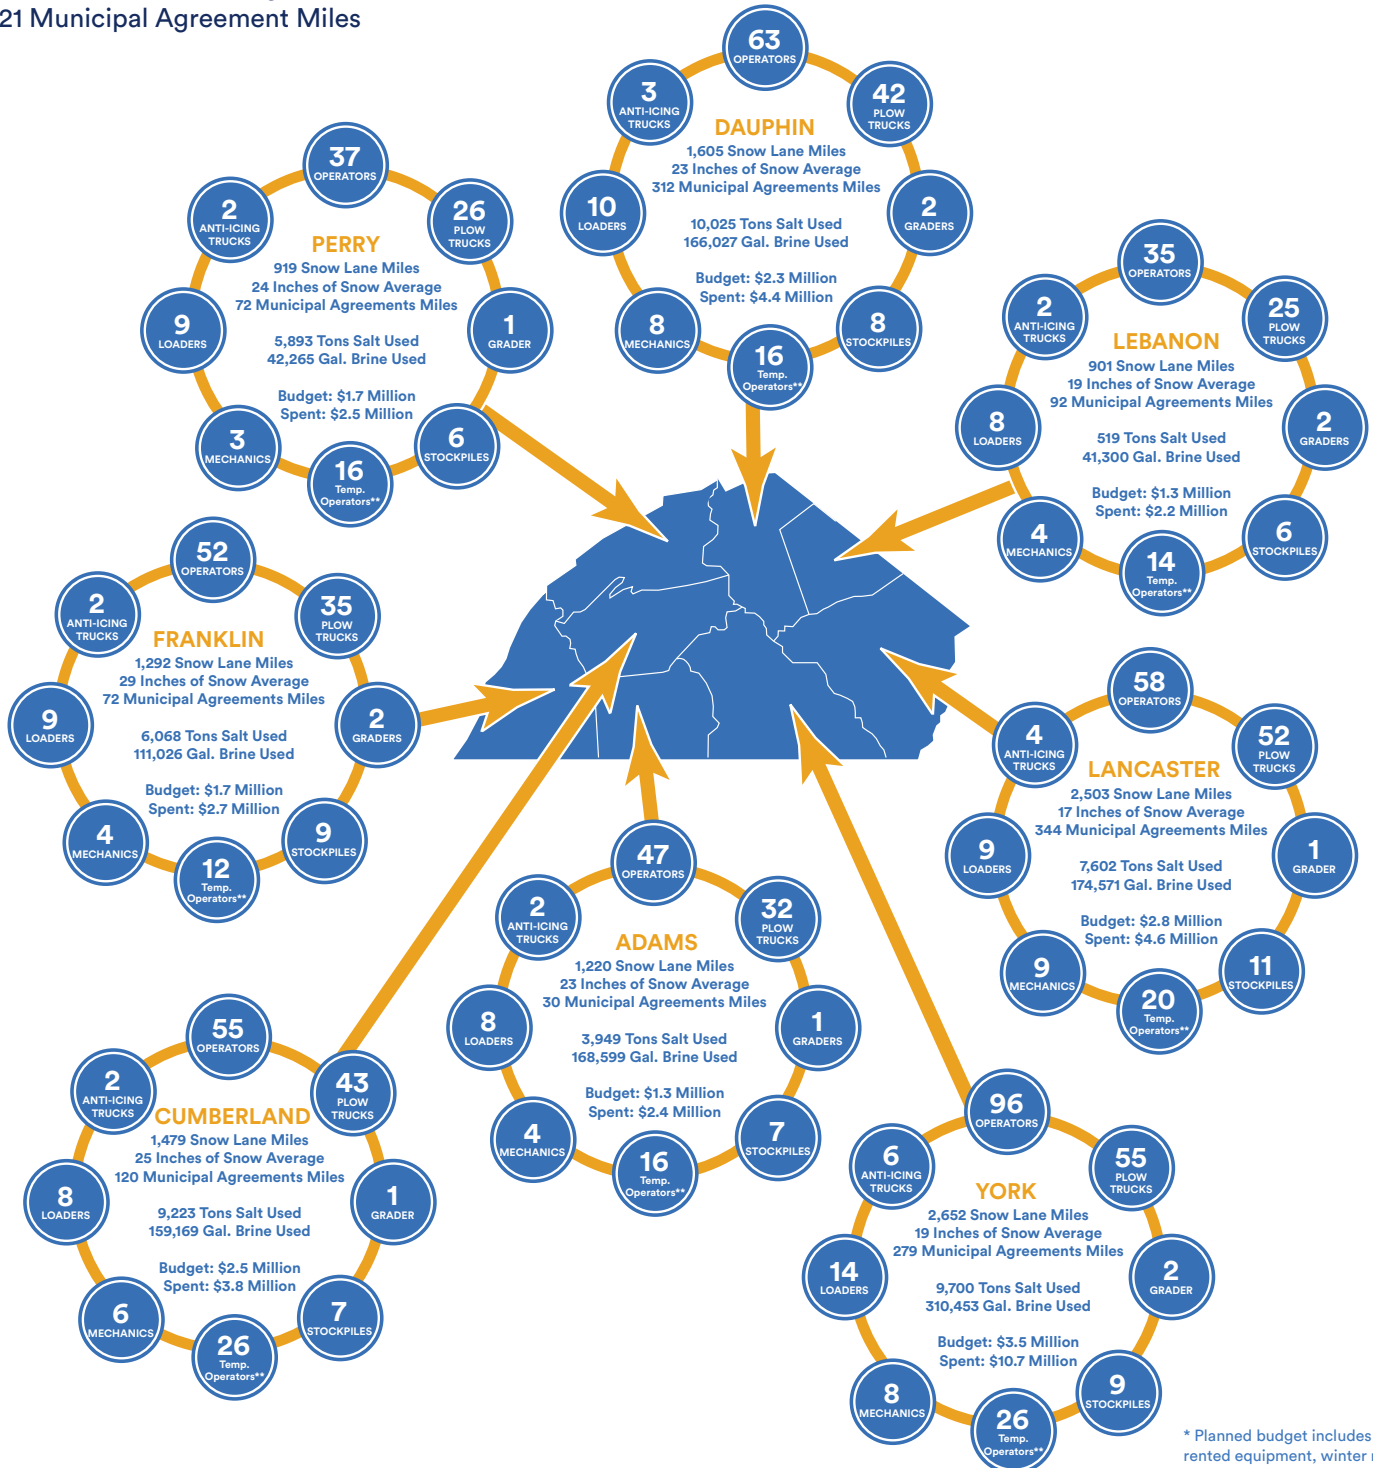 21 Municipal Agreement Miles
63
OPERATORS
3
ANTI-ICING
TRUCKS
42
PLOW
TRUCKS
DAUPHIN
1,605 Snow Lane Miles
23 Inches of Snow Average
312 Municipal Agreements Miles
10
LOADERS
2
GRADERS
10,025 Tons Salt Used
166,027 Gal. Brine Used
Budget: $2.3 Million
Spent: $4.4 Million
8
MECHANICS
8
STOCKPILES
16
Temp.
Operators**
37
OPERATORS
2
ANTI-ICING
TRUCKS
26
PLOW
TRUCKS
PERRY
919 Snow Lane Miles
24 Inches of Snow Average
72 Municipal Agreements Miles
9
LOADERS
1
GRADER
5,893 Tons Salt Used
42,265 Gal. Brine Used
Budget: $1.7 Million
Spent: $2.5 Million
3
MECHANICS
6
STOCKPILES
16
Temp.
Operators**
35
OPERATORS
2
ANTI-ICING
TRUCKS
25
PLOW
TRUCKS
LEBANON
901 Snow Lane Miles
19 Inches of Snow Average
92 Municipal Agreements Miles
8
LOADERS
2
GRADERS
519 Tons Salt Used
41,300 Gal. Brine Used
Budget: $1.3 Million
Spent: $2.2 Million
4
MECHANICS
6
STOCKPILES
14
Temp.
Operators**
52
OPERATORS
2
ANTI-ICING
TRUCKS
35
PLOW
TRUCKS
FRANKLIN
1,292 Snow Lane Miles
29 Inches of Snow Average
72 Municipal Agreements Miles
9
LOADERS
2
GRADERS
6,068 Tons Salt Used
111,026 Gal. Brine Used
Budget: $1.7 Million
Spent: $2.7 Million
4
MECHANICS
9
STOCKPILES
12
Temp.
Operators**
58
OPERATORS
4
ANTI-ICING
TRUCKS
52
PLOW
TRUCKS
LANCASTER
2,503 Snow Lane Miles
17 Inches of Snow Average
344 Municipal Agreements Miles
9
LOADERS
1
GRADER
7,602 Tons Salt Used
174,571 Gal. Brine Used
Budget: $2.8 Million
Spent: $4.6 Million
9
MECHANICS
11
STOCKPILES
20
Temp.
Operators**
47
OPERATORS
2
ANTI-ICING
TRUCKS
32
PLOW
TRUCKS
ADAMS
1,220 Snow Lane Miles
23 Inches of Snow Average
30 Municipal Agreements Miles
8
LOADERS
1
GRADERS
3,949 Tons Salt Used
168,599 Gal. Brine Used
Budget: $1.3 Million
Spent: $2.4 Million
4
MECHANICS
7
STOCKPILES
16
Temp.
Operators**
55
OPERATORS
2
ANTI-ICING
TRUCKS
43
PLOW
TRUCKS
CUMBERLAND
1,479 Snow Lane Miles
25 Inches of Snow Average
120 Municipal Agreements Miles
8
LOADERS
1
GRADER
9,223 Tons Salt Used
159,169 Gal. Brine Used
Budget: $2.5 Million
Spent: $3.8 Million
6
MECHANICS
7
STOCKPILES
26
Temp.
Operators**
96
OPERATORS
6
ANTI-ICING
TRUCKS
55
PLOW
TRUCKS
YORK
2,652 Snow Lane Miles
19 Inches of Snow Average
279 Municipal Agreements Miles
14
LOADERS
2
GRADER
9,700 Tons Salt Used
310,453 Gal. Brine Used
Budget: $3.5 Million
Spent: $10.7 Million
8
MECHANICS
9
STOCKPILES
26
Temp.
Operators**
* Planned budget includes
rented equipment, winter